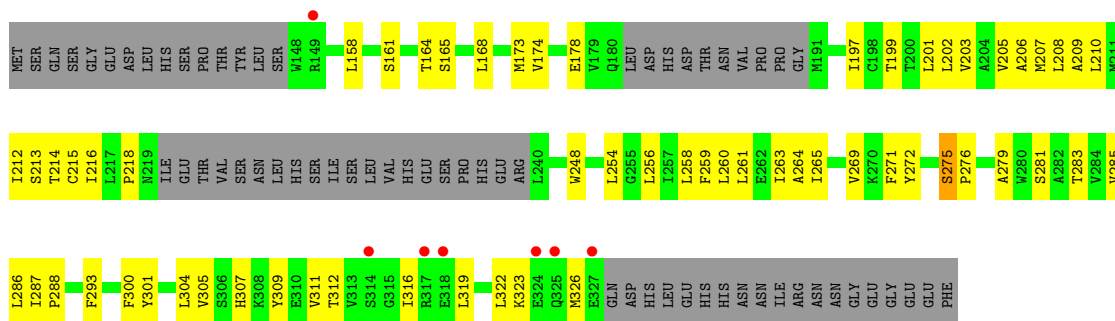 MET SER GLN SER GLY GLU ASP LEU HIS SER PRO THR TYR LEU SER W148 R149 L158 S161 T164 S165 L168 M173 V174 E178 V179 Q180 LEU ASP HIS ASP THR ASN VAL PRO PRO GLY M191 I197 C198 T199 T200 L201 L202 V203 A204 V205 A206 M207 L208 A209 L210 M211
I212 S213 T214 C215 I216 L217 P218 N219 ILE GLU THR VAL SER ASN LEU HIS SER ILE SER LEU VAL HIS GLU SER PRO HIS GLU ARG L240 W248 L254 G255 L256 I257 L258 F259 L260 L261 E262 I263 A264 I265 V269 K270 F271 Y272 S275 P276 A279 W280 S281 A282 T283 V284 V285
L286 I287 P288 F293 F300 Y301 L304 V305 S306 H307 K308 Y309 E310 V311 T312 V313 S314 G315 I316 R317 E318 L319 L322 K323 E324 Q325 M326 E327 GLN ASP HIS LEU GLU HIS HIS ASN ASN ILE ARG ASN ASN GLY GLU GLY GLU GLU PHE